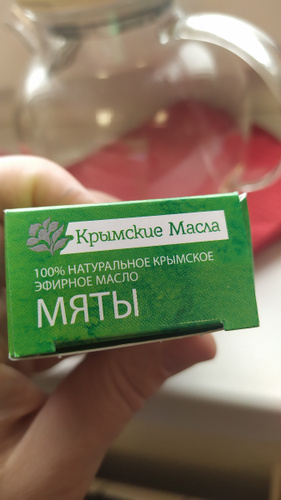 Крымские Масла
100% НАТУРАЛЬНОЕ КРЫМСКОЕ
ЭФИРНОЕ МАСЛО
МЯТЫ